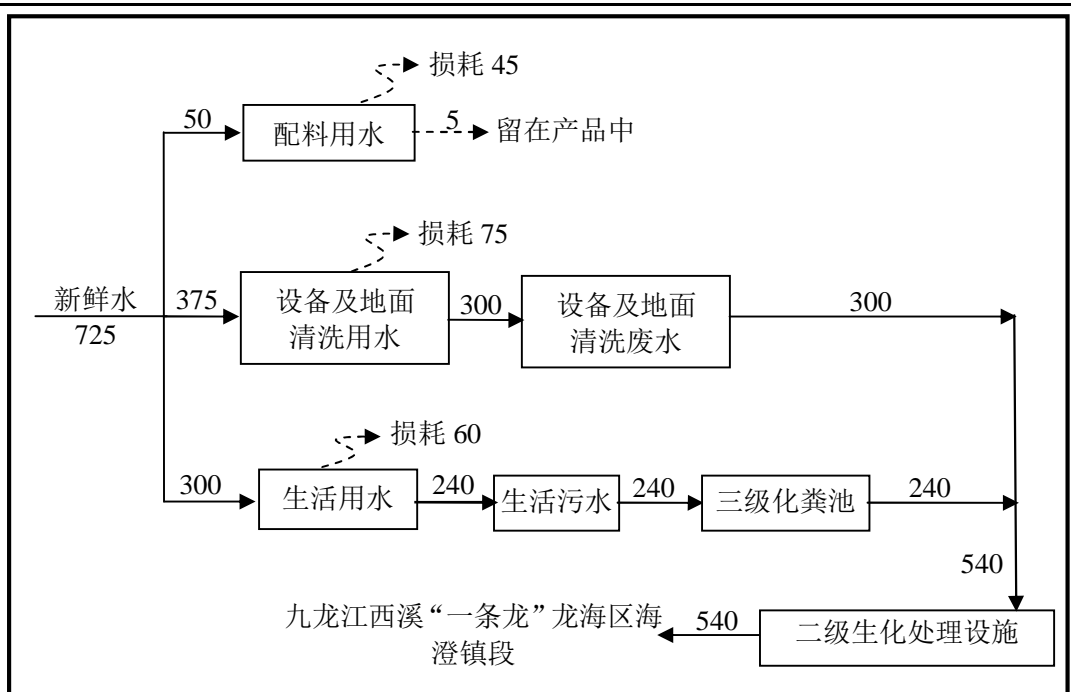 损耗 45
50
配料用水
5
留在产品中
损耗 75
新鲜水
725
375
设备及地面
清洗用水
300
设备及地面
清洗废水
300
损耗 60
300
生活用水
240
生活污水
240
三级化粪池
240
540
九龙江西溪“一条龙”龙海区海
澄镇段
540
二级生化处理设施